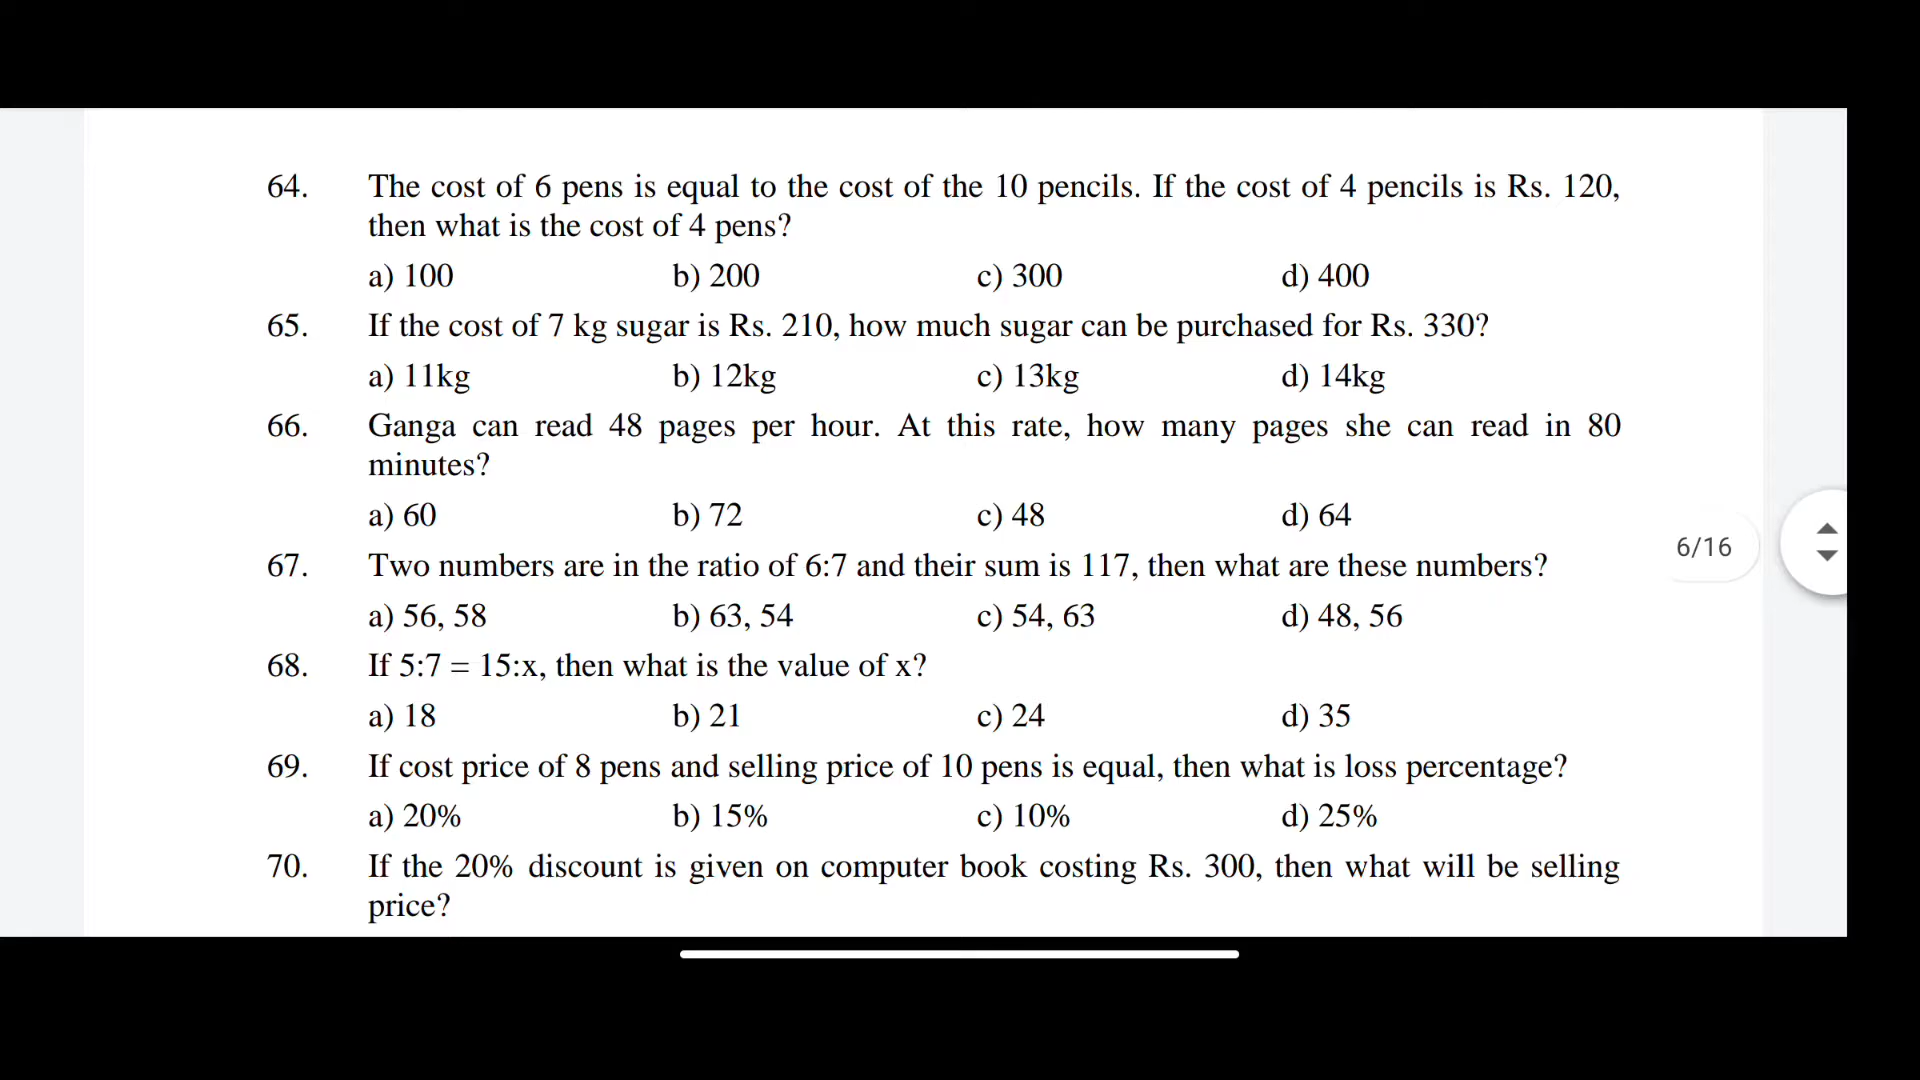 64. The cost of 6 pens is equal to the cost of the 10 pencils. If the cost of 4 pencils is Rs. 120,
then what is the cost of 4 pens?
a) 100 b) 200 c) 300 d) 400
65. If the cost of 7 kg sugar is Rs. 210, how much sugar can be purchased for Rs. 330?
a) 11kg b) 12kg c) 13kg d) 14kg
66. Ganga can read 48 pages per hour. At this rate, how many pages she can read in 80
minutes?
a) 60 b) 72 c) 48 d) 64
67. Two numbers are in the ratio of 6:7 and their sum is 117, then what are these numbers?
a) 56, 58 b) 63, 54 c) 54, 63 d) 48, 56
68. If 5:7 = 15:x, then what is the value of x?
a) 18 b) 21 c) 24 d) 35
69. If cost price of 8 pens and selling price of 10 pens is equal, then what is loss percentage?
a) 20% b) 15% c) 10% d) 25%
70. If the 20% discount is given on computer book costing Rs. 300, then what will be selling
price?
6/16